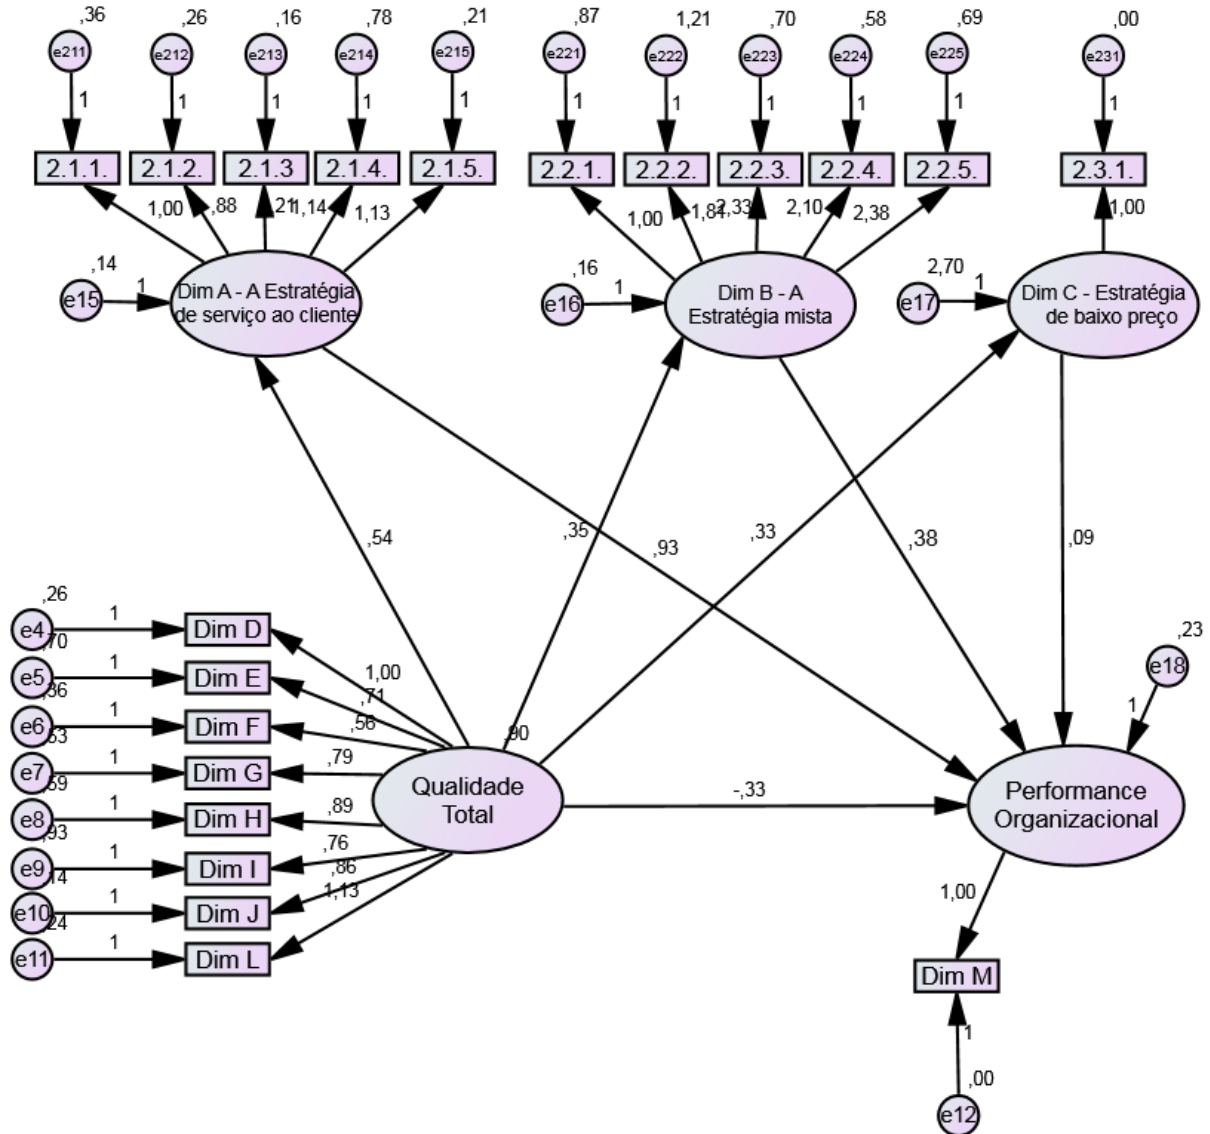 ,36 ,26 ,16 ,78 ,21 ,87 1,21 ,70 ,58 ,69 ,00
e211 e212 e213 e214 e215 e221 e222 e223 e224 e225 e231
1 1 1 1 1 1 1 1 1 1 1
2.1.1. 2.1.2. 2.1.3 2.1.4. 2.1.5. 2.2.1. 2.2.2. 2.2.3. 2.2.4. 2.2.5. 2.3.1.
1,00 ,88 1,14 1,13 1,00 2,33 2,10 2,38 1,00
,14 ,16 2,70
e15 1 e16 1 e17 1
Dim A - A Estratégia
de serviço ao cliente
Dim B - A
Estratégia mista
Dim C - Estratégia
de baixo preço
,54 ,35 ,93 ,33 ,38 ,09
,26
e4 1 Dim D
,70
e5 1 Dim E
,36
e6 1 Dim F
e7 1 Dim G
e8 1 Dim H
,93
e9 1 Dim I
,14
e10 1 Dim J
,24
e11 1 Dim L
1,00
,71
,56
,79
,89
,76
,86
1,13
,90
Qualidade
Total
-,33
,23
e18
1
Performance
Organizacional
1,00
Dim M
1
,00
e12